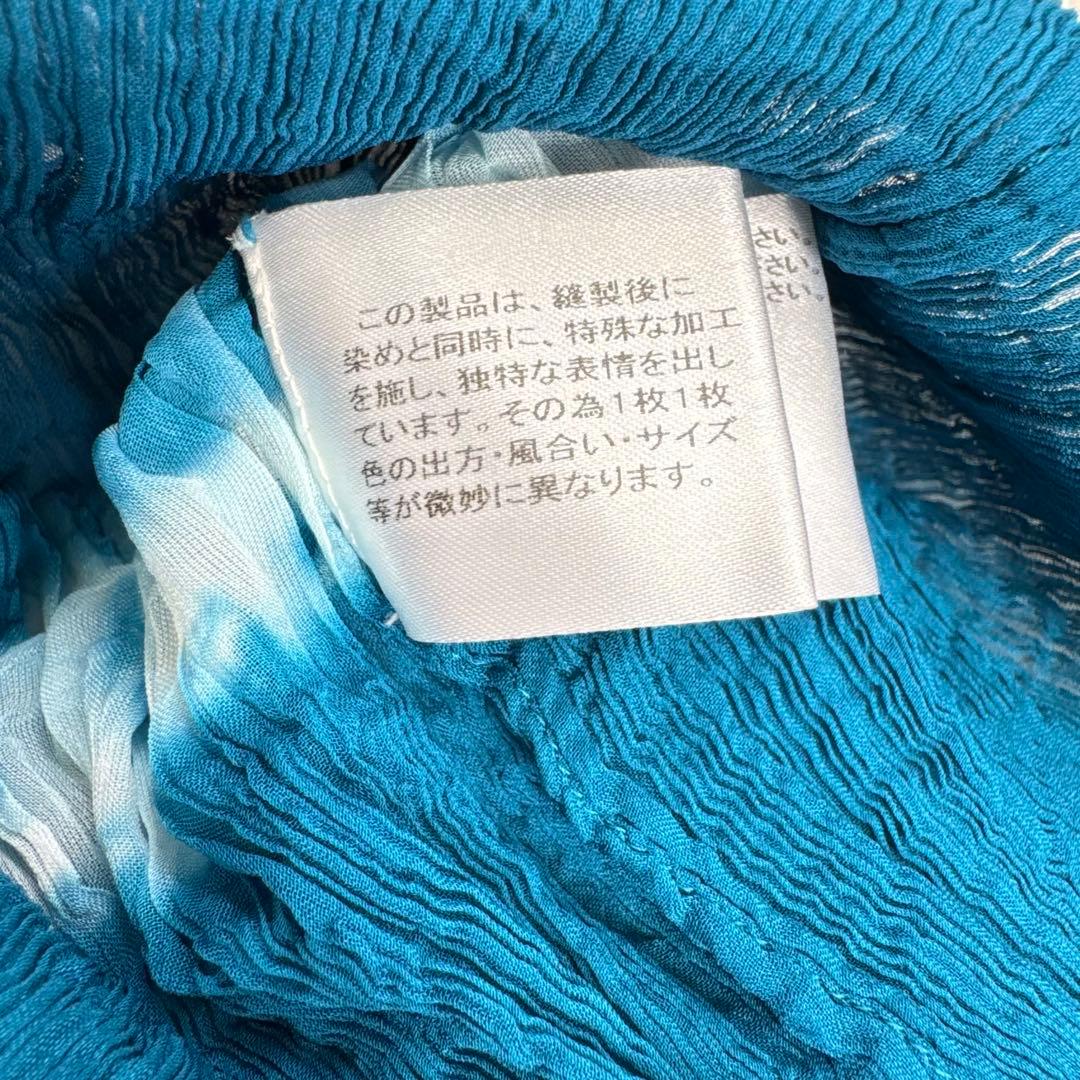 この製品は、縫製後に
染めと同時に、特殊な加工
を施し、独特な表情を出し
ています。その為1枚1枚
色の出方・風合い・サイズ
等が微妙に異なります。
さい。
さい。
さい。